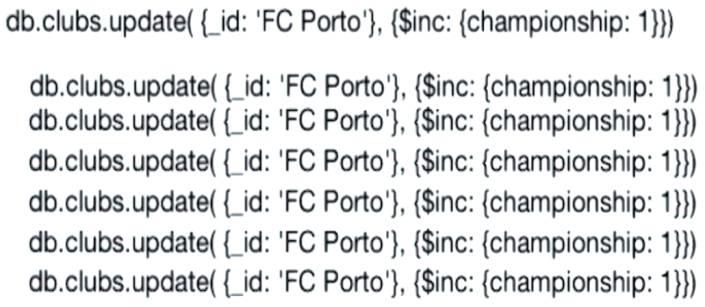 db.clubs.update( {_id: 'FC Porto'}, {$inc: {championship: 1}})
db.clubs.update( {_id: 'FC Porto'}, {$inc: {championship: 1}})
db.clubs.update( {_id: 'FC Porto'}, {$inc: {championship: 1}})
db.clubs.update( {_id: 'FC Porto'}, {$inc: {championship: 1}})
db.clubs.update( {_id: 'FC Porto'}, {$inc: {championship: 1}})
db.clubs.update( {_id: 'FC Porto'}, {$inc: {championship: 1}})
db.clubs.update( {_id: 'FC Porto'}, {$inc: {championship: 1}})